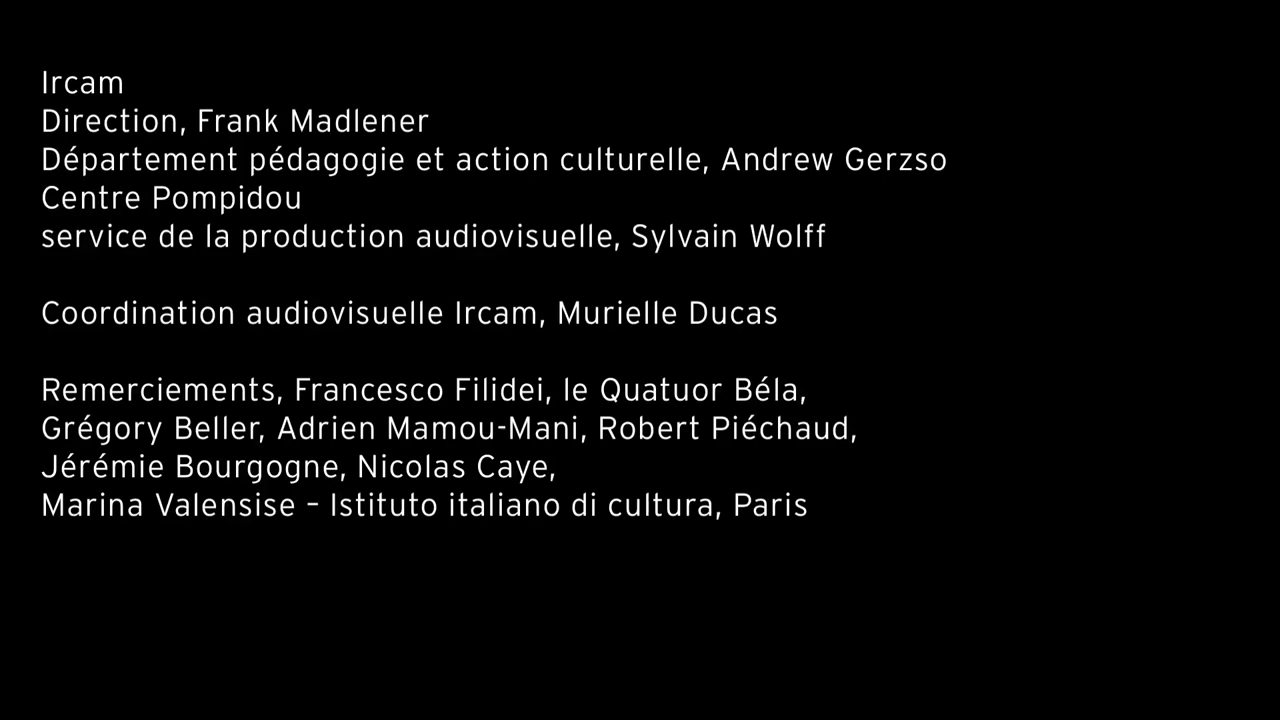 Ircam
Direction, Frank Madlener
Département pédagogie et action culturelle, Andrew Gerzso
Centre Pompidou
service de la production audiovisuelle, Sylvain Wolff
Coordination audiovisuelle Ircam, Murielle Ducas
Remerciements, Francesco Filidei, le Quatuor Béla,
Grégory Beller, Adrien Mamou-Mani, Robert Piéchaud,
Jérémie Bourgogne, Nicolas Caye,
Marina Valensise – Istituto italiano di cultura, Paris